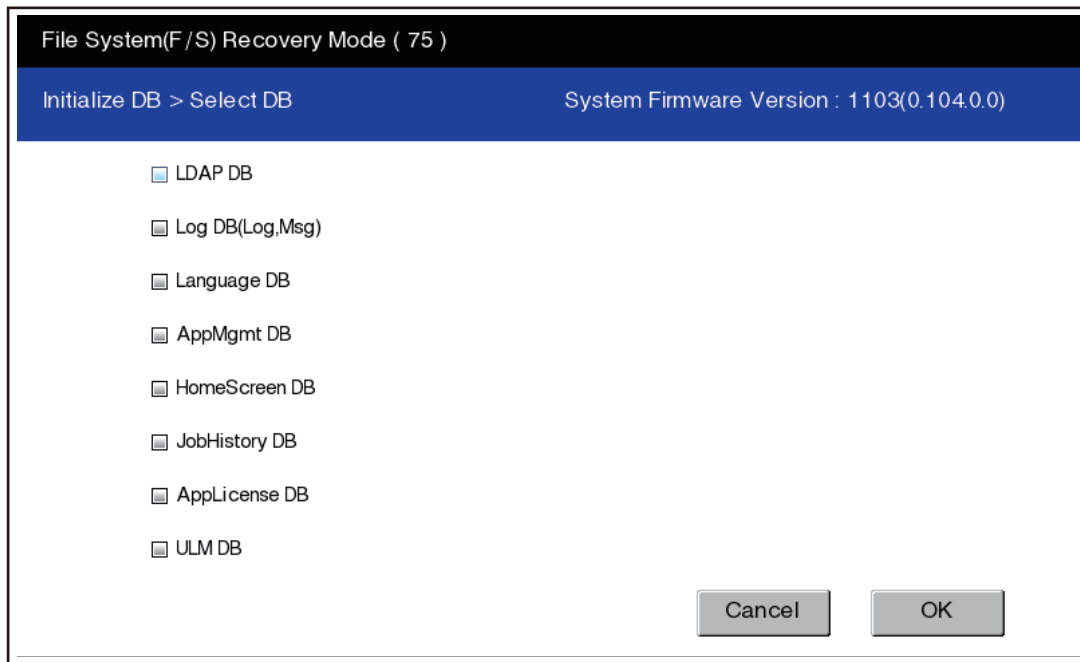 File System(F/S) Recovery Mode ( 75 )
Initialize DB > Select DB System Firmware Version : 1103(0.104.0.0)
LDAP DB
Log DB(Log,Msg)
Language DB
AppMgmt DB
HomeScreen DB
JobHistory DB
AppLicense DB
ULM DB
Cancel OK